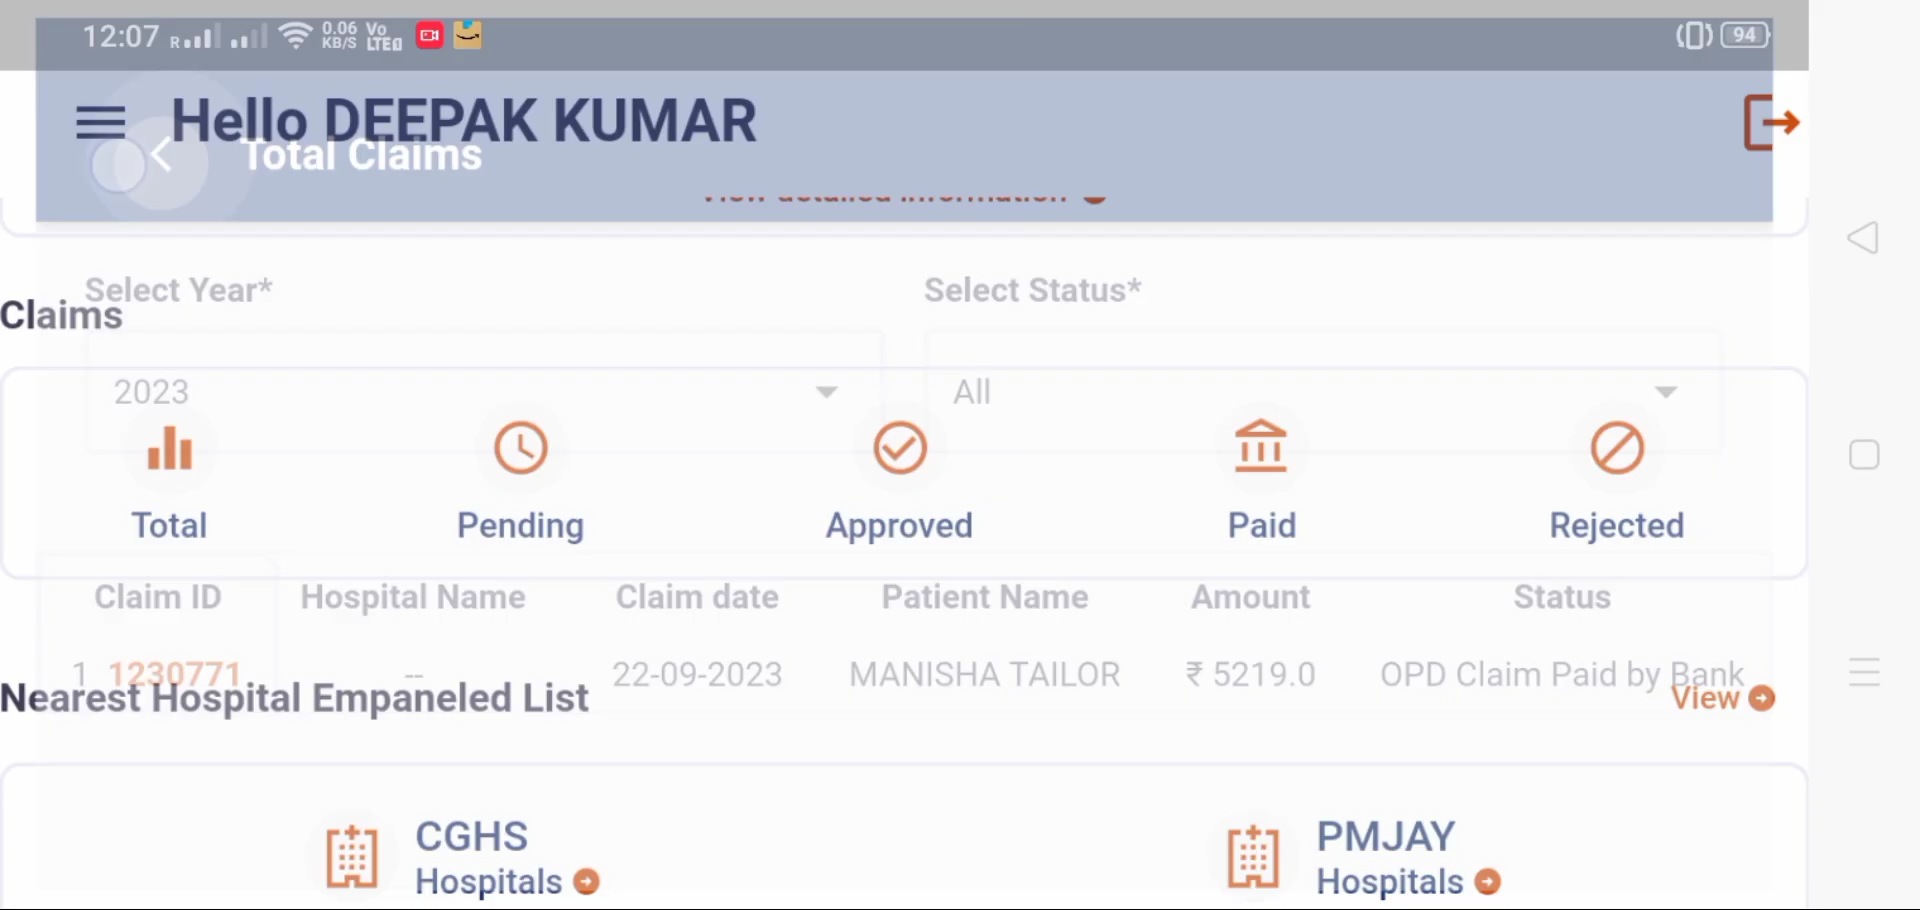 12:07 R 0.06 KB/S Vo LTE 94
Hello DEEPAK KUMAR
Total Claims
View detailed information
Select Year* Select Status*
Claims
2023 All
Total Pending Approved Paid Rejected
Claim ID Hospital Name Claim date Patient Name Amount Status
1 1230771 -- 22-09-2023 MANISHA TAILOR ₹ 5219.0 OPD Claim Paid by Bank
Nearest Hospital Empaneled List View
CGHS PMJAY
Hospitals Hospitals